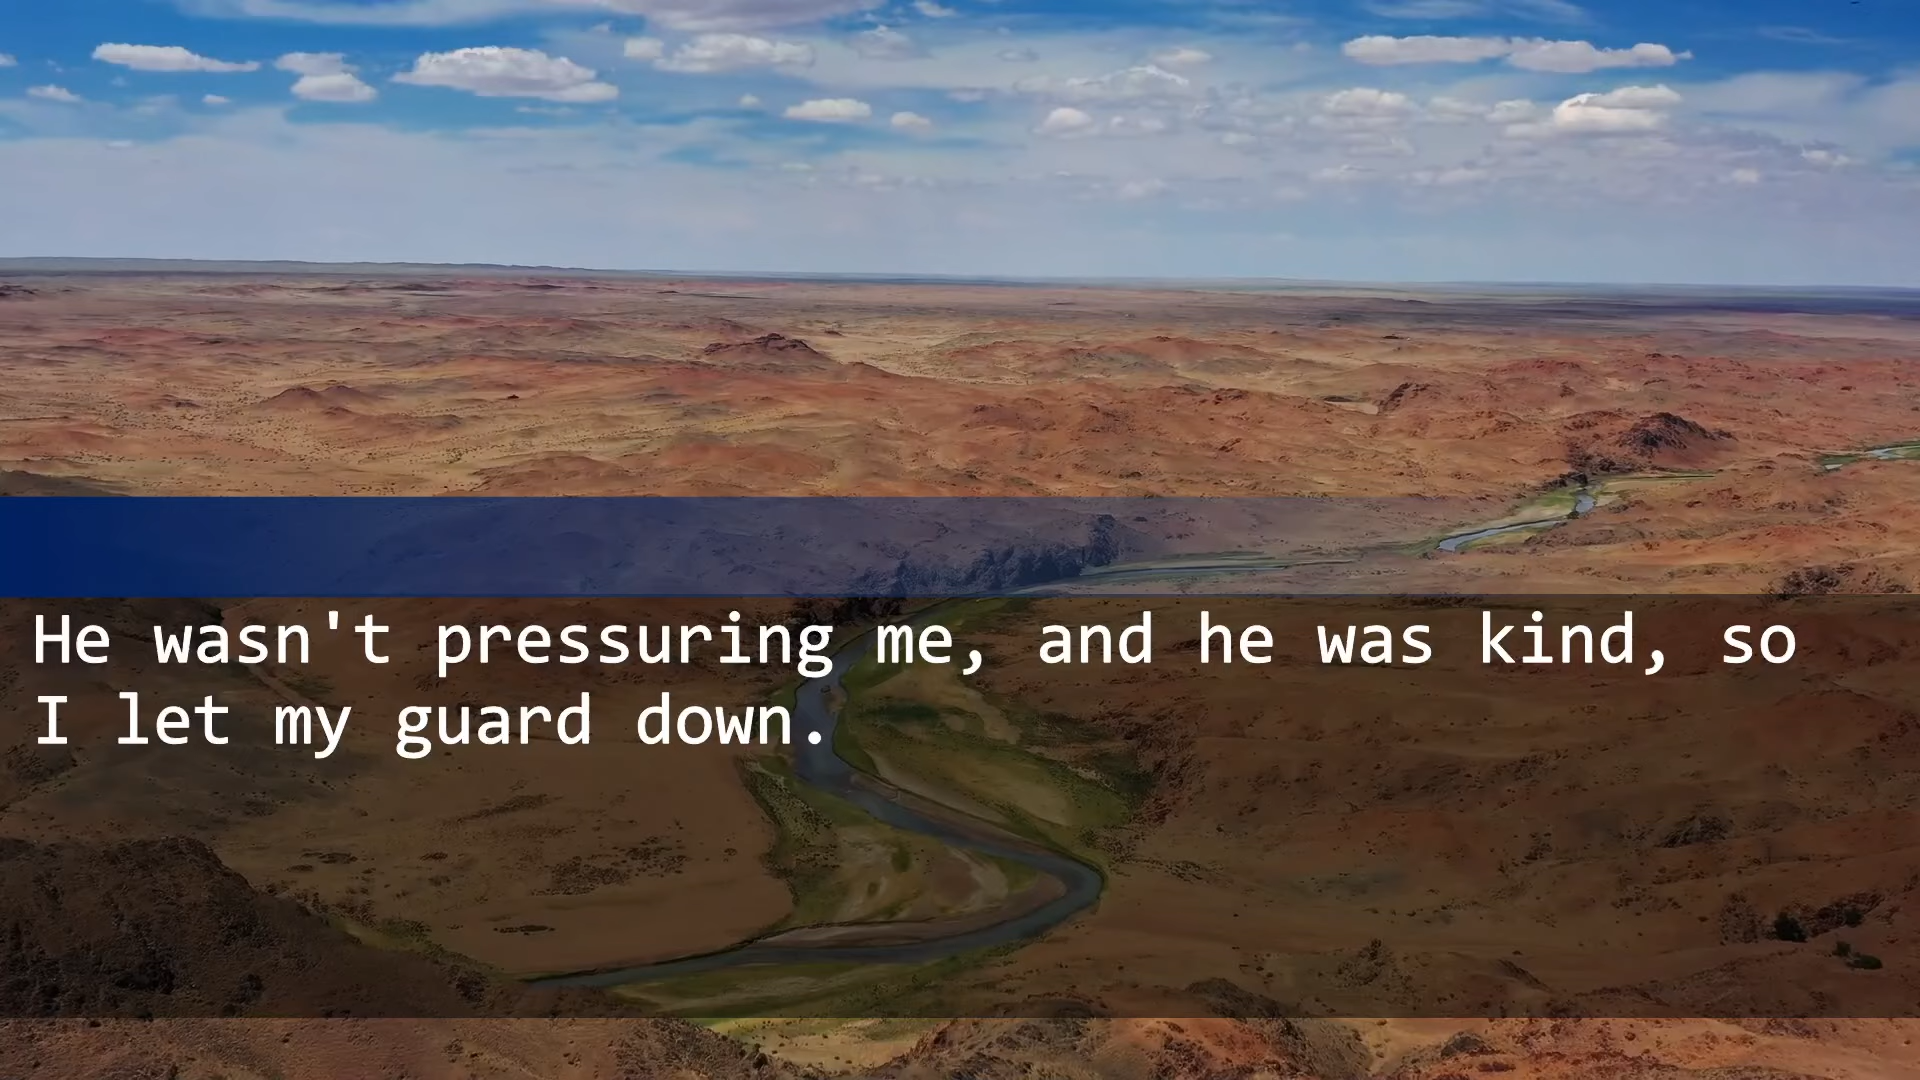 He wasn't pressuring me, and he was kind, so
I let my guard down.